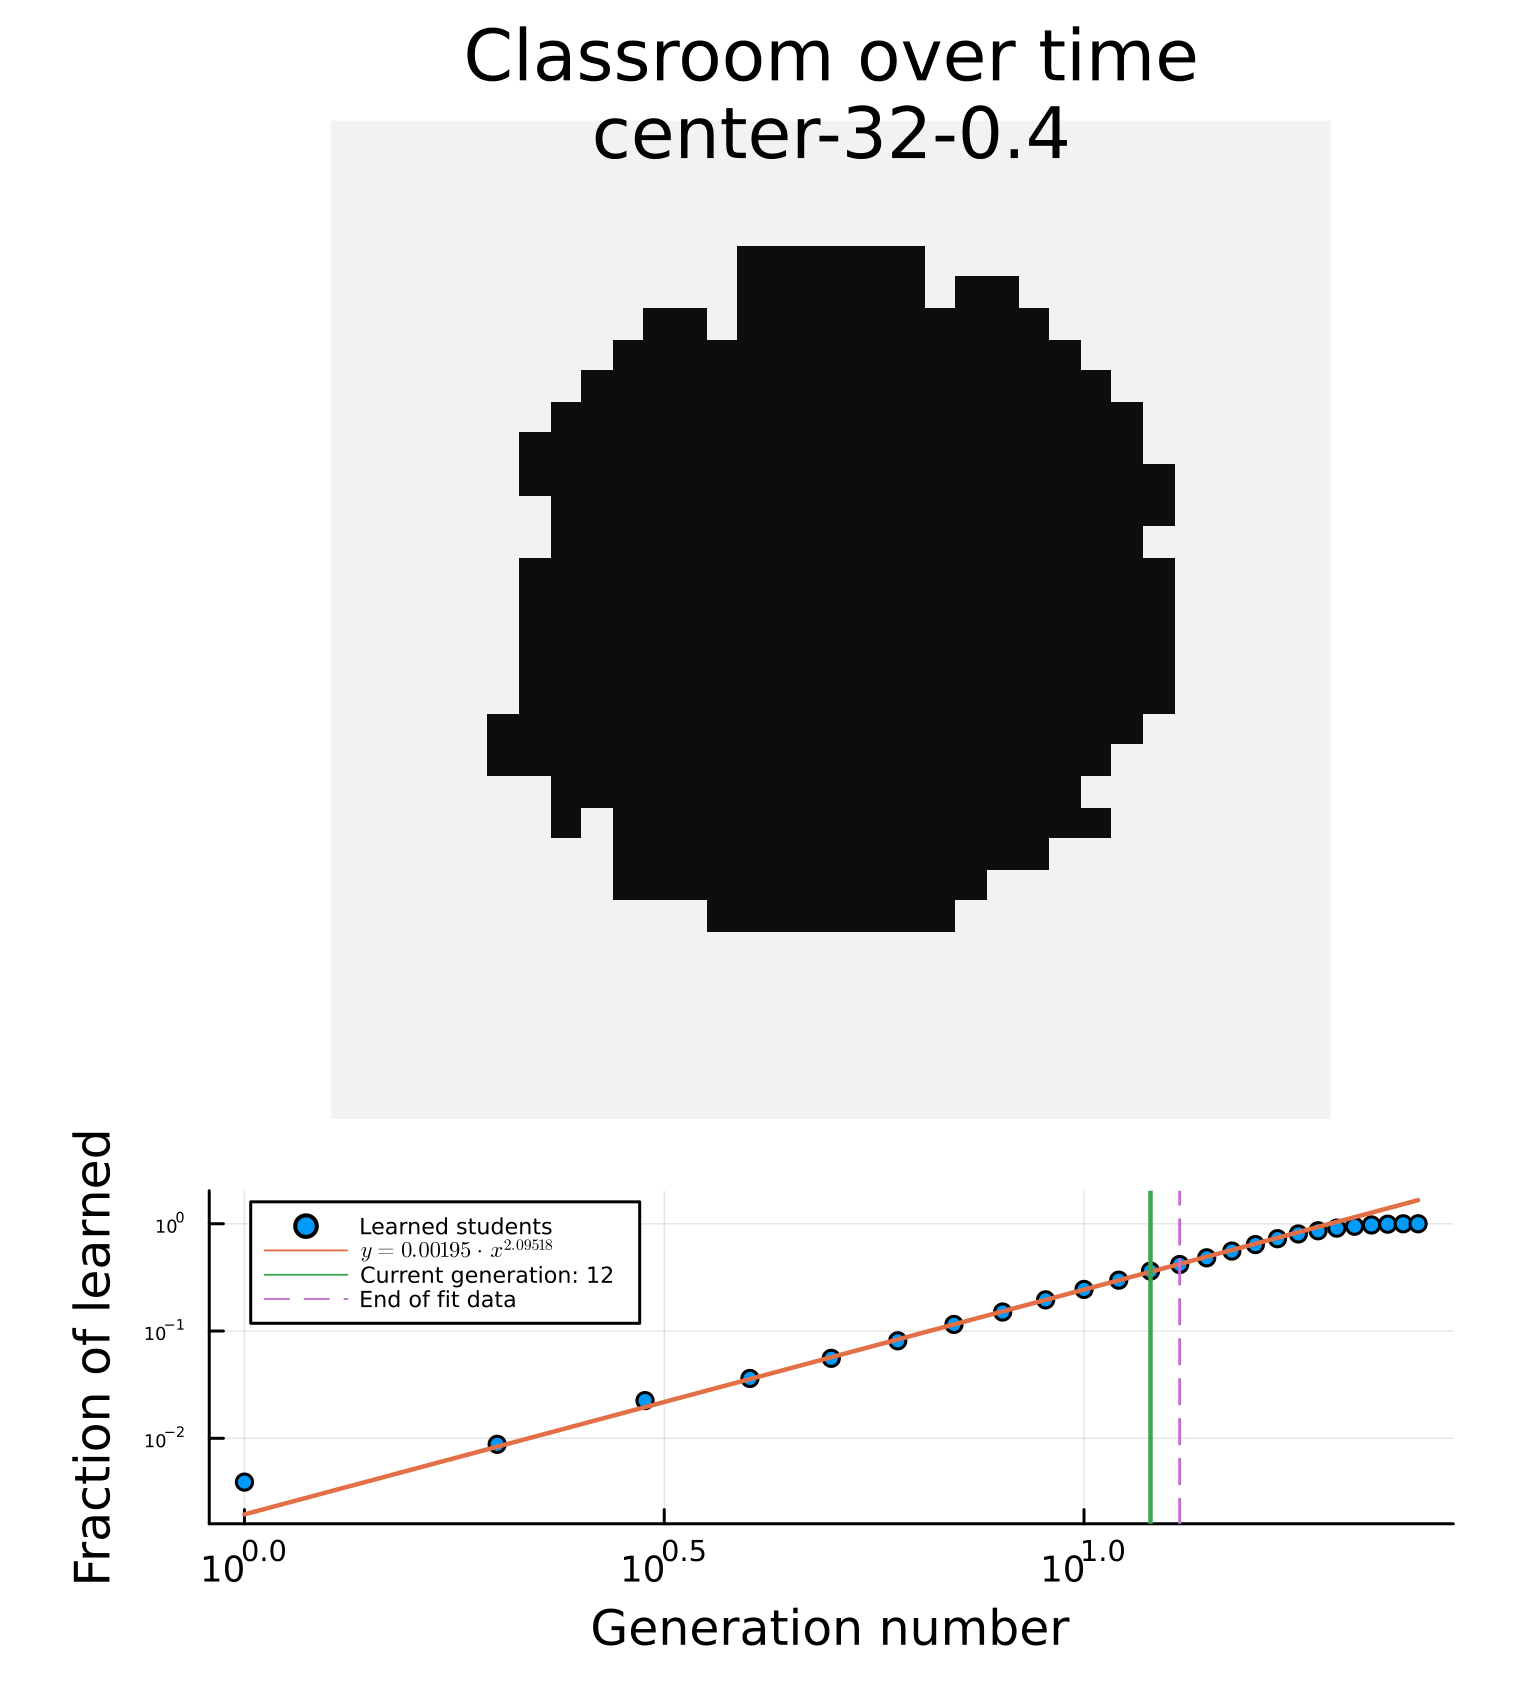 Classroom over time
center-32-0.4
Fraction of learned
10^0
10^−1
10^−2
Learned students
y = 0.00195 · x^2.09518
Current generation: 12
End of fit data
10^0.0 10^0.5 10^1.0
Generation number